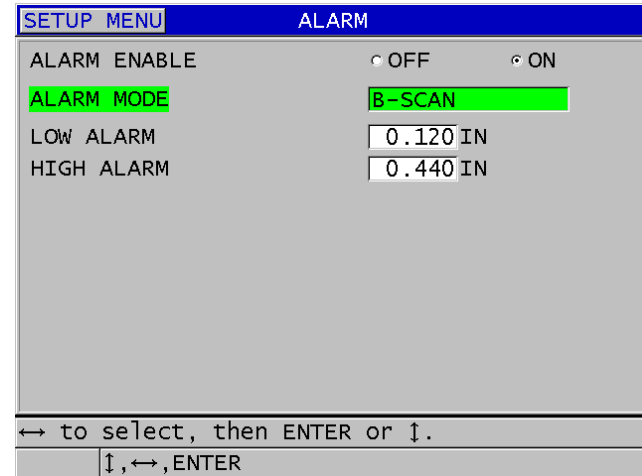 SETUP MENU ALARM
ALARM ENABLE OFF ON
ALARM MODE B-SCAN
LOW ALARM 0.120 IN
HIGH ALARM 0.440 IN
↔ to select, then ENTER or ↕.
↕,↔,ENTER